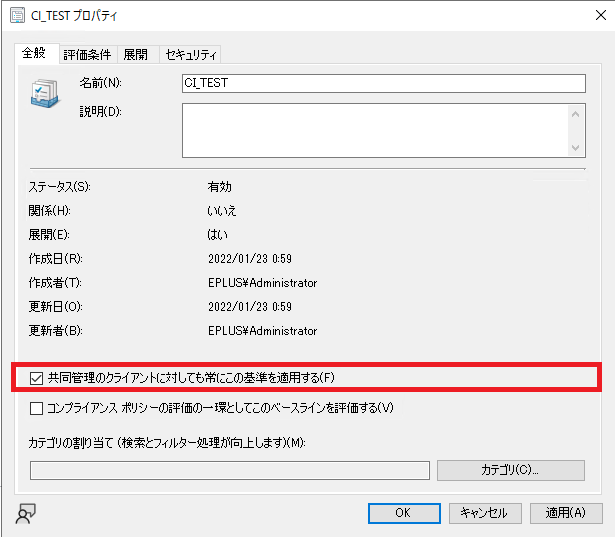 CI_TEST プロパティ
全般 評価条件 展開 セキュリティ
名前(N): CI_TEST
説明(D):
ステータス(S): 有効
関係(H): いいえ
展開(E): はい
作成日(R): 2022/01/23 0:59
作成者(T): EPLUS¥Administrator
更新日(O): 2022/01/23 0:59
更新者(B): EPLUS¥Administrator
共同管理のクライアントに対しても常にこの基準を適用する(F)
コンプライアンス ポリシーの評価の一環としてこのベースラインを評価する(V)
カテゴリの割り当て (検索とフィルター処理が向上します)(M):
カテゴリ(C)...
OK キャンセル 適用(A)